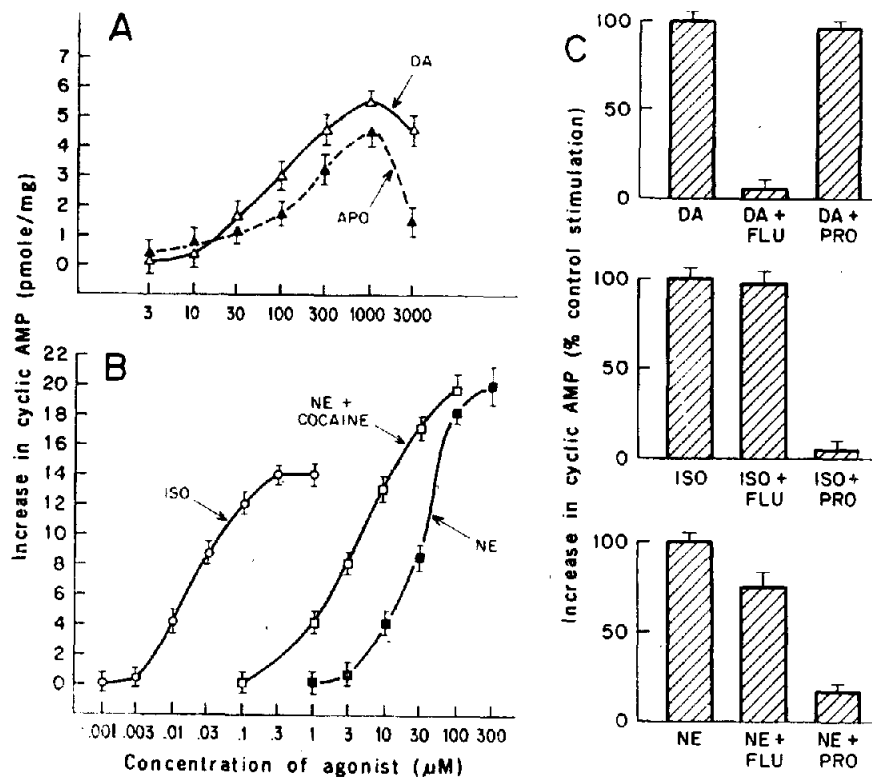 A
Increase in cyclic AMP (pmole/mg)
7
6
5
4
3
2
1
0
DA
APO
3 10 30 100 300 1000 3000
B
22
20
18
16
14
12
10
8
6
4
2
0
NE +
COCAINE
ISO
NE
.001 .003 .01 .03 .1 .3 1 3 10 30 100 300
Concentration of agonist (μM)
C
Increase in cyclic AMP (% control stimulation)
100
50
0
DA DA + DA +
FLU PRO
100
50
0
ISO ISO + ISO +
FLU PRO
100
50
0
NE NE + NE +
FLU PRO